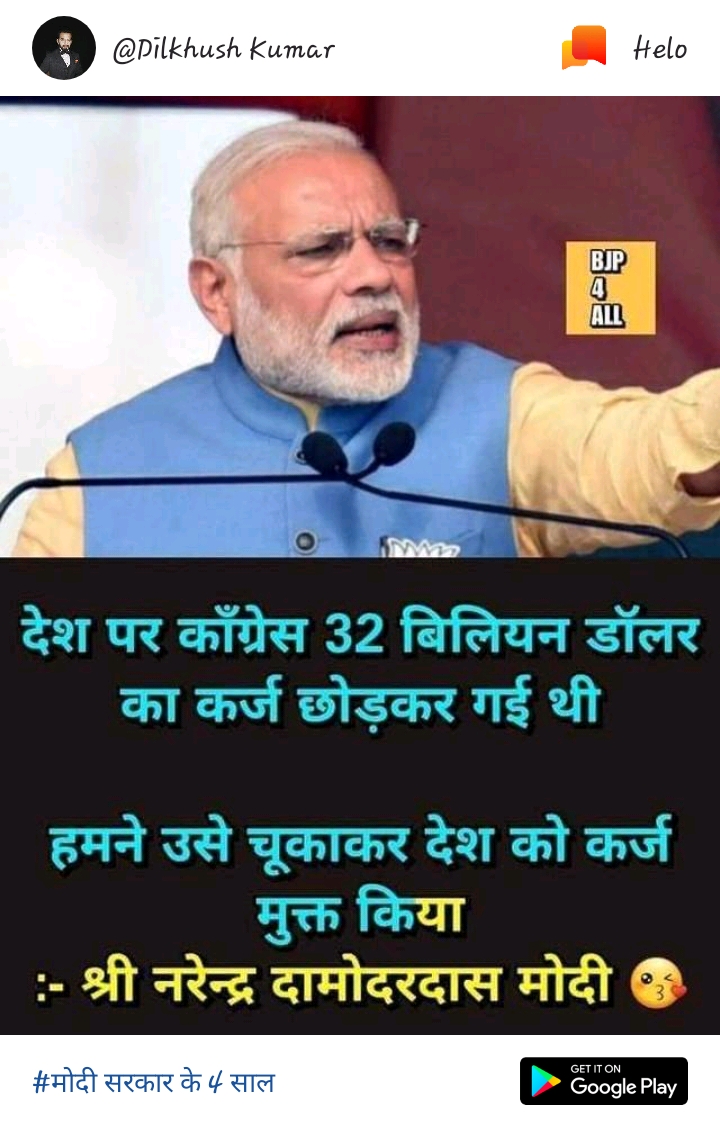 @Dilkhush Kumar
Helo
BJP
4
ALL
देश पर काँग्रेस 32 बिलियन डॉलर
का कर्ज छोड़कर गई थी
हमने उसे चूकाकर देश को कर्ज
मुक्त किया
:- श्री नरेन्द्र दामोदरदास मोदी 😘
#मोदी सरकार के 4 साल
GET IT ON
Google Play